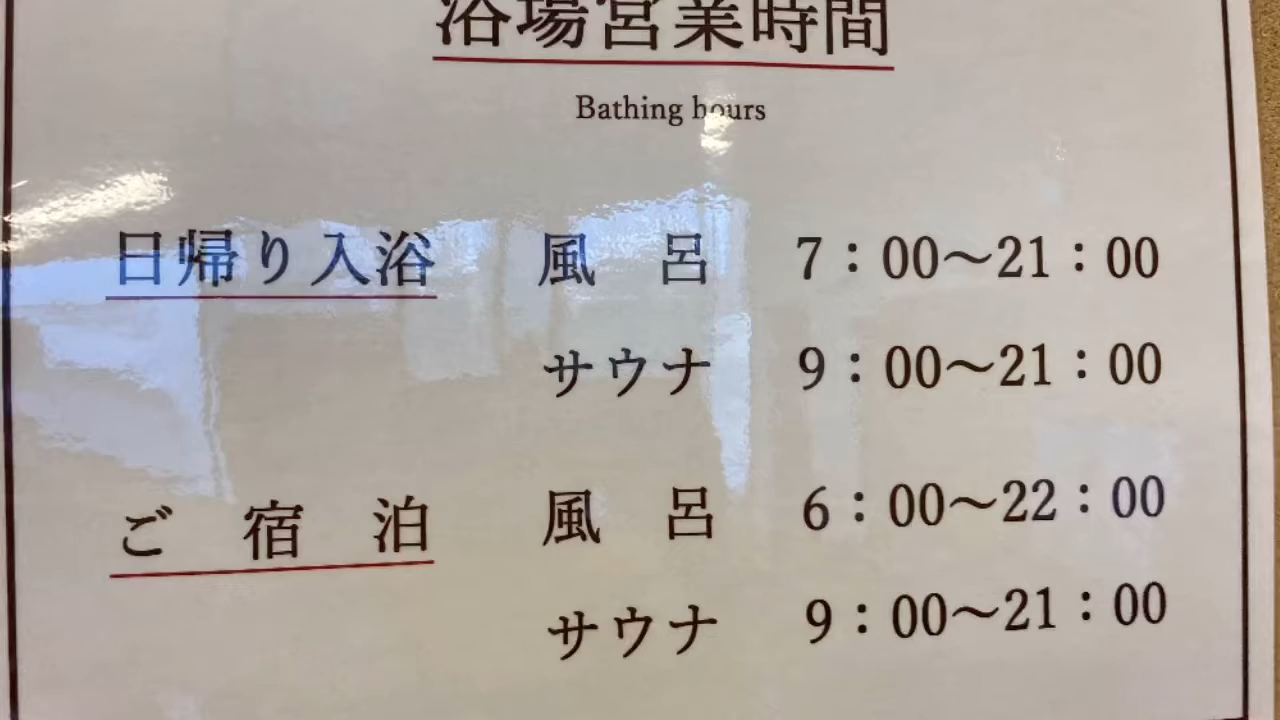 浴場営業時間
Bathing hours
日帰り入浴 風 呂 7：00～21：00
サウナ 9：00～21：00
ご 宿 泊 風 呂 6：00～22：00
サウナ 9：00～21：00